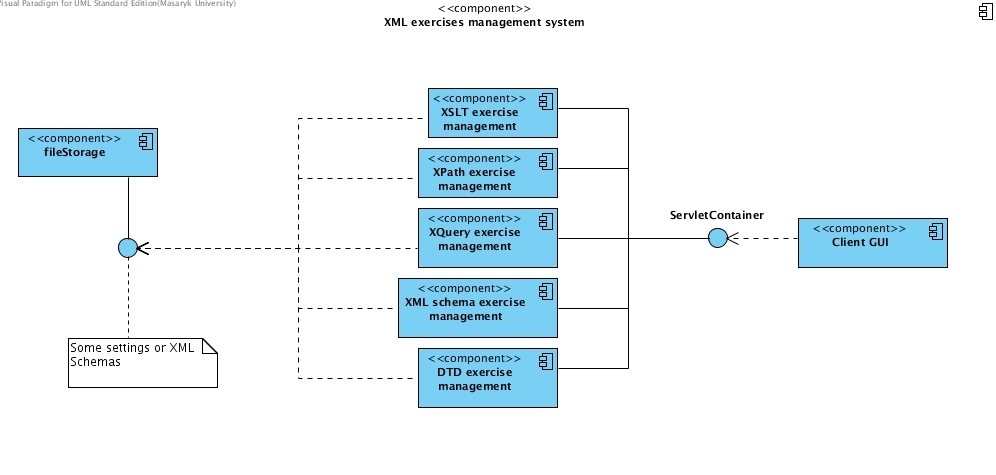 Visual Paradigm for UML Standard Edition(Masaryk University)
<<component>>
XML exercises management system
<<component>>
fileStorage
Some settings or XML
Schemas
<<component>>
XSLT exercise
management
<<component>>
XPath exercise
management
<<component>>
XQuery exercise
management
<<component>>
XML schema exercise
management
<<component>>
DTD exercise
management
ServletContainer
<<component>>
Client GUI